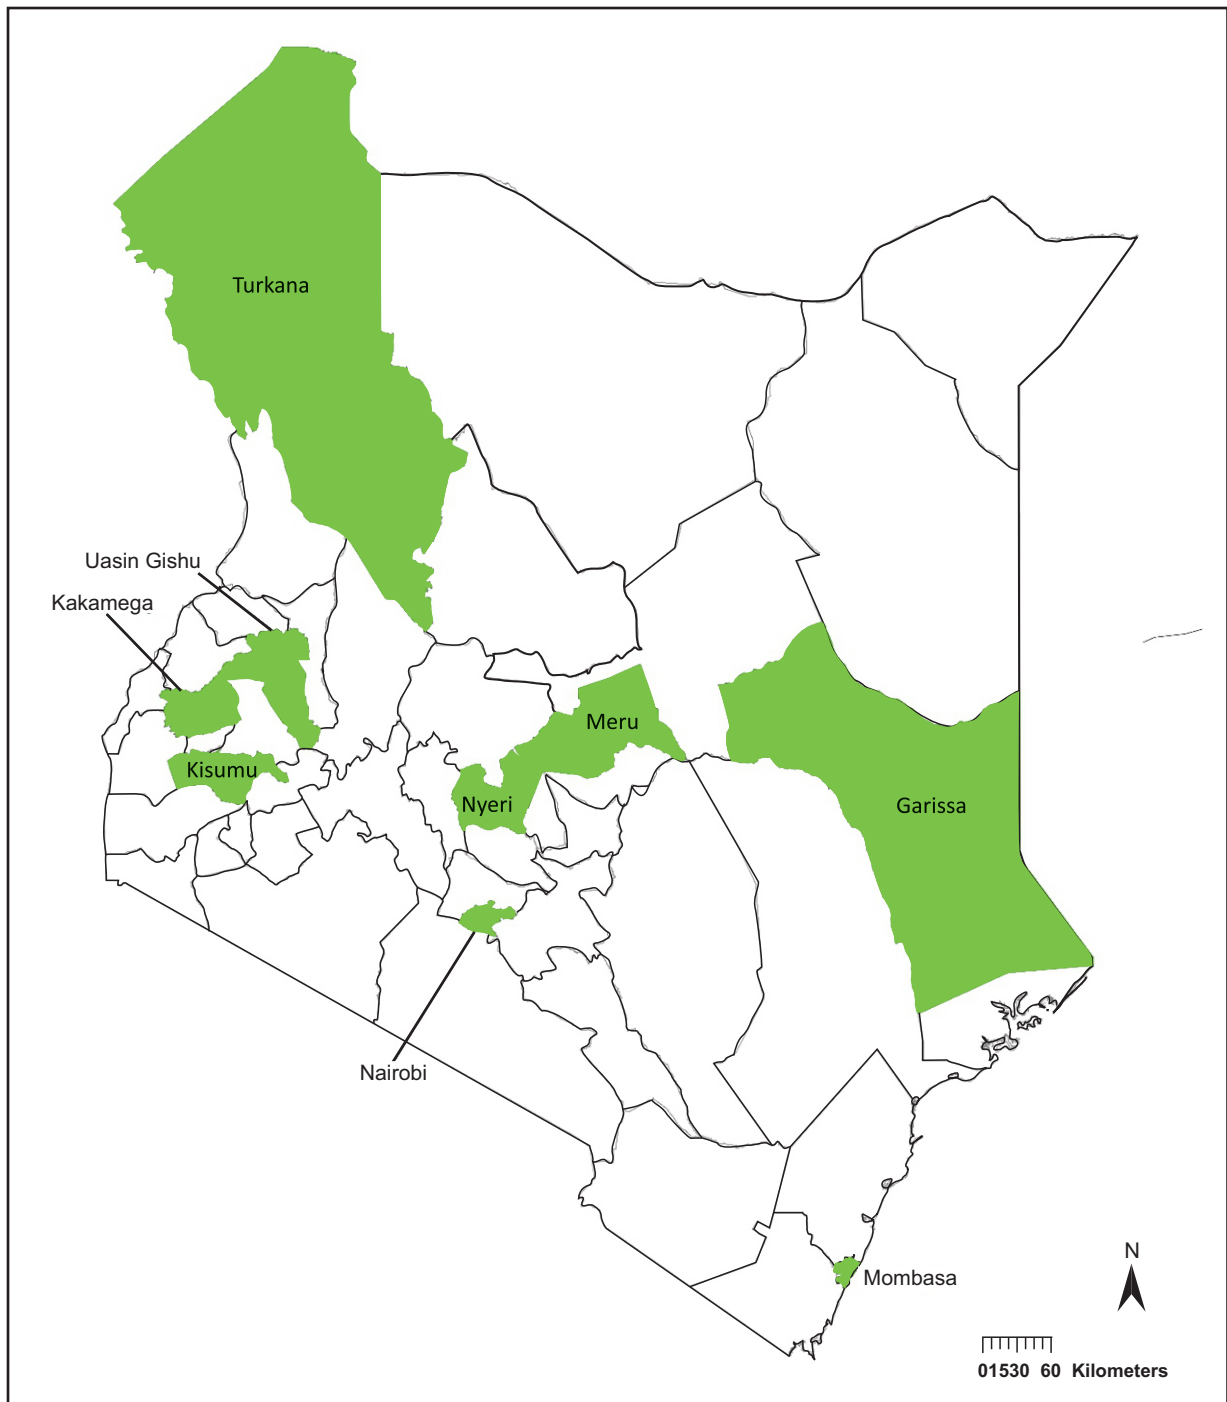 Turkana
Uasin Gishu
Kakamega
Meru
Kisumu
Nyeri
Garissa
Nairobi
N
Mombasa
01530 60 Kilometers